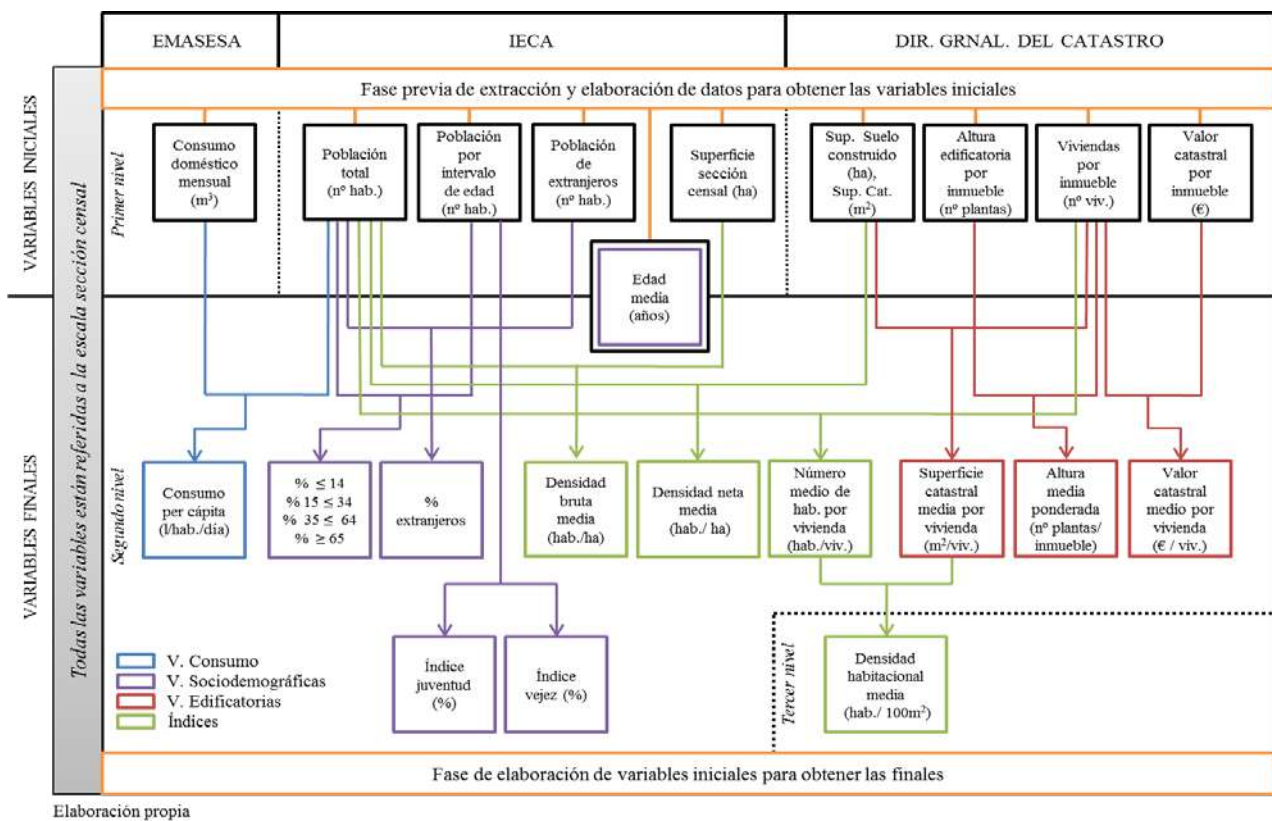 EMASESA
IECA
DIR. GRNAL. DEL CATASTRO
VARIABLES INICIALES
Primer nivel
Todas las variables están referidas a la escala sección censal
Fase previa de extracción y elaboración de datos para obtener las variables iniciales
Consumo
doméstico
mensual
(m³)
Población
total
(nº hab.)
Población
por
intervalo
de edad
(nº hab.)
Población
de
extranjeros
(nº hab.)
Superficie
sección
censal (ha)
Sup. Suelo
construido
(ha),
Sup. Cat.
(m²)
Altura
edificatoria
por
inmueble
(nº plantas)
Viviendas
por
inmueble
(nº viv.)
Valor
catastral
por
inmueble
(€)
Edad
media
(años)
VARIABLES FINALES
Segundo nivel
Consumo
per cápita
(l/hab./día)
% ≤ 14
% 15 ≤ 34
% 35 ≤ 64
% ≥ 65
%
extranjeros
Densidad
bruta
media
(hab./ha)
Densidad neta
media
(hab./ ha)
Número
medio de
hab. por
vivienda
(hab./viv.)
Superficie
catastral
media por
vivienda
(m²/viv.)
Altura
media
ponderada
(nº plantas/
inmueble)
Valor
catastral
medio por
vivienda
(€ / viv.)
V. Consumo
V. Sociodemográficas
V. Edificatorias
Índices
Índice
juventud
(%)
Índice
vejez (%)
Tercer nivel
Densidad
habitacional
media
(hab./ 100m²)
Fase de elaboración de variables iniciales para obtener las finales
Elaboración propia